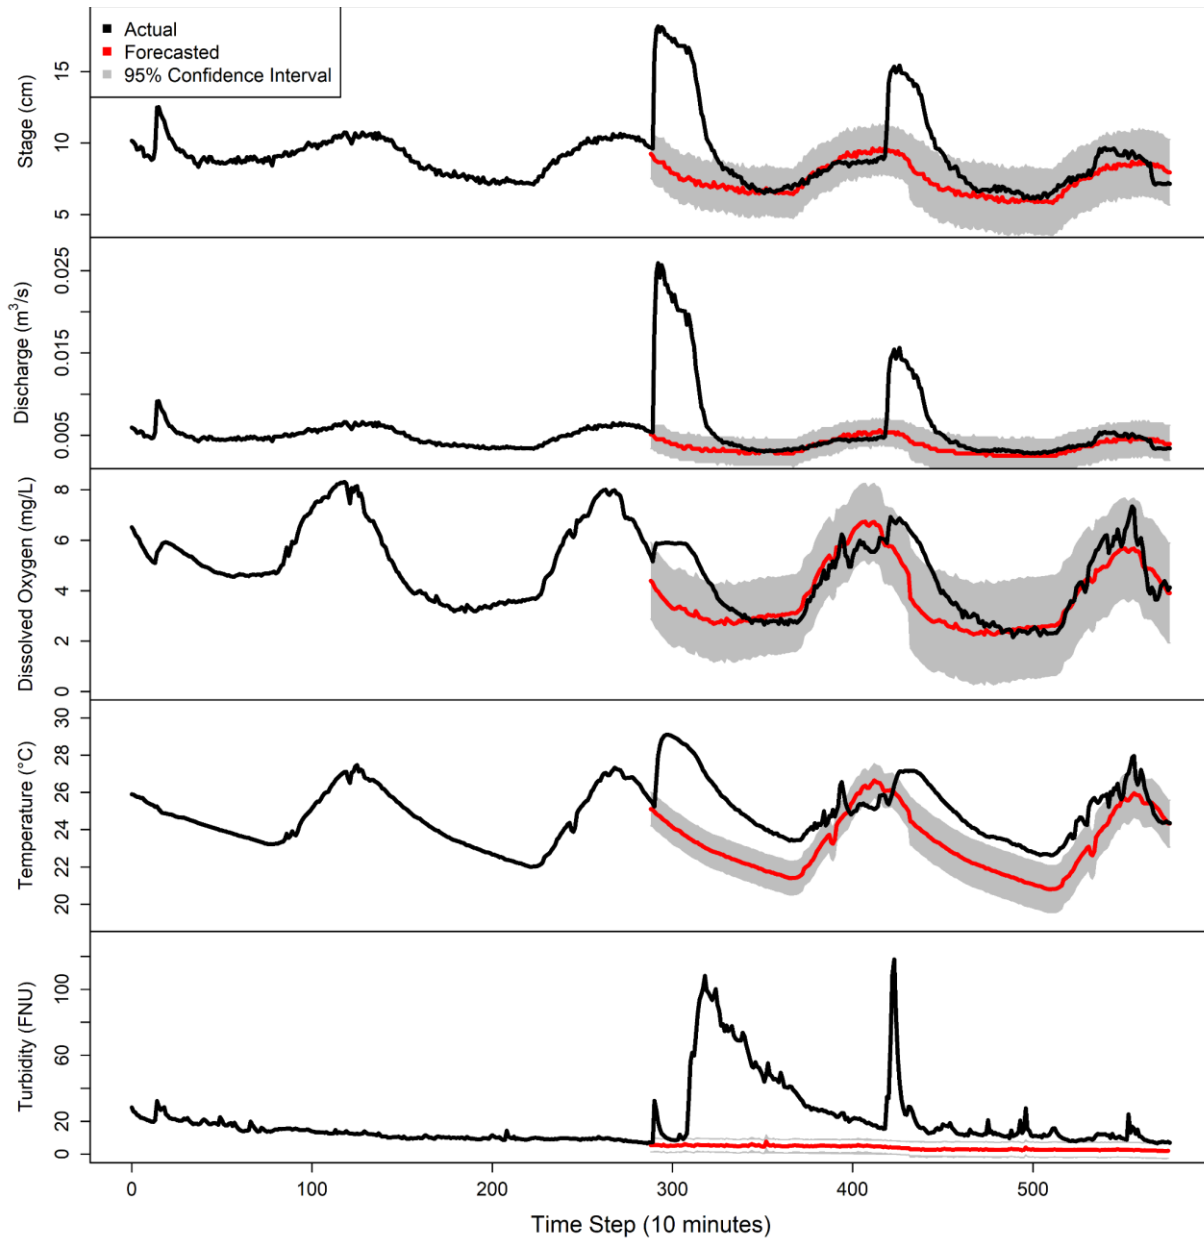 Actual
Forecasted
95% Confidence Interval
Stage (cm)
15
10
5
Discharge (m³/s)
0.025
0.015
0.005
Dissolved Oxygen (mg/L)
8
6
4
2
0
Temperature (°C)
30
28
26
24
22
20
Turbidity (FNU)
100
60
20
0
0 100 200 300 400 500
Time Step (10 minutes)